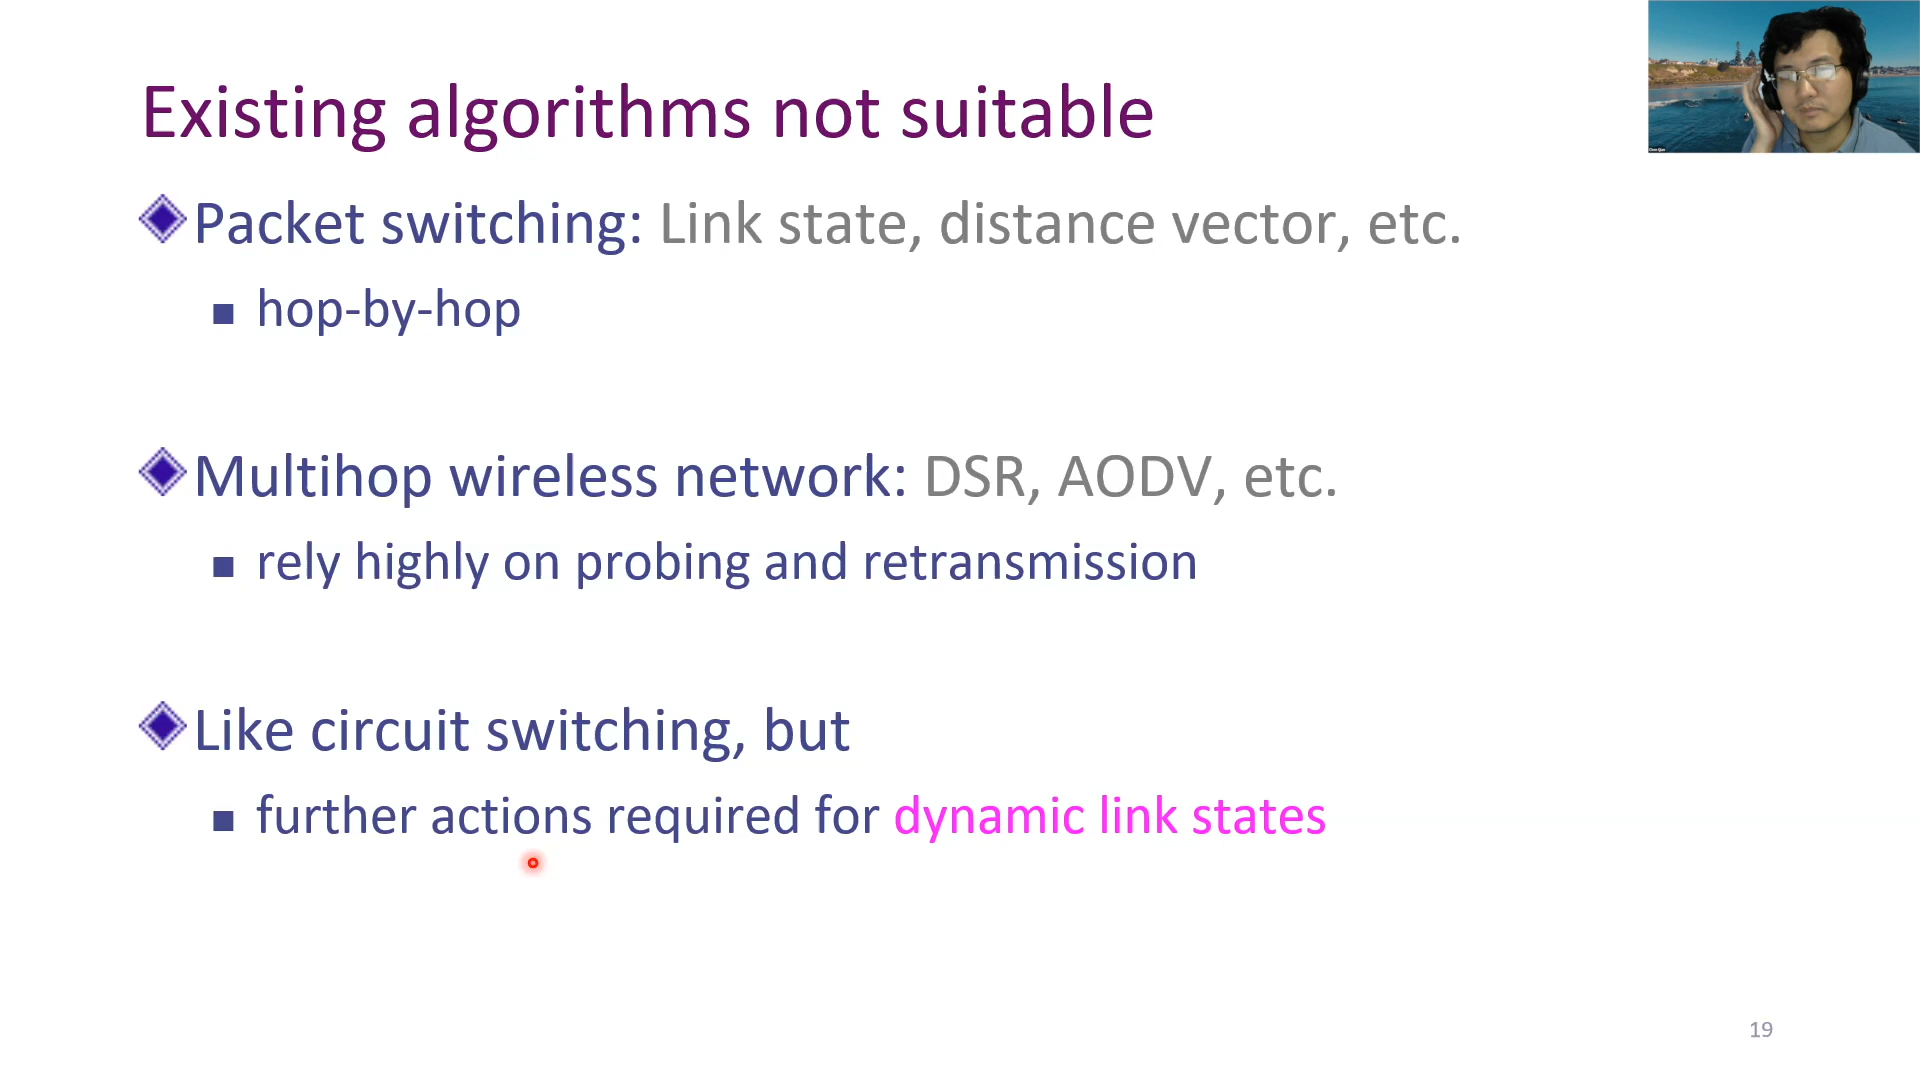 Existing algorithms not suitable
Packet switching: Link state, distance vector, etc.
hop-by-hop
Multihop wireless network: DSR, AODV, etc.
rely highly on probing and retransmission
Like circuit switching, but
further actions required for dynamic link states
19